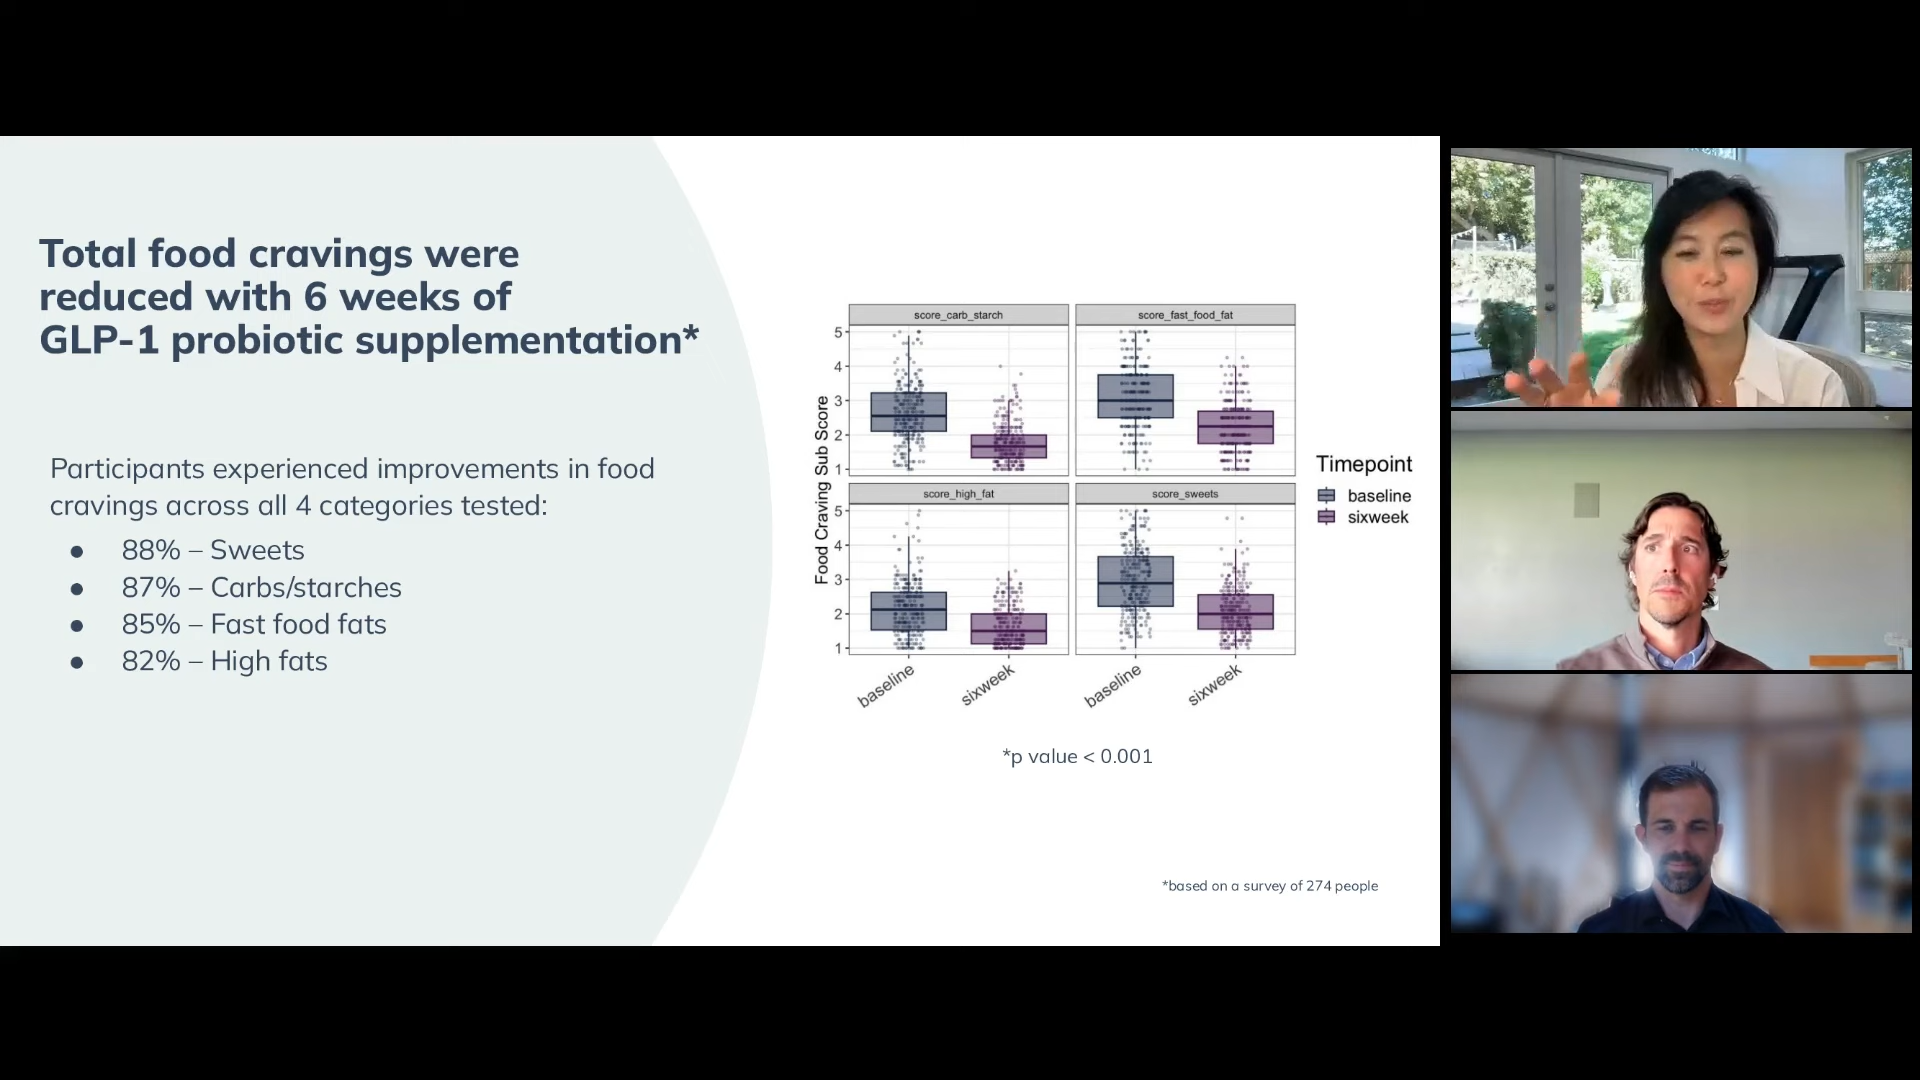 Total food cravings were
reduced with 6 weeks of
GLP-1 probiotic supplementation*
Participants experienced improvements in food
cravings across all 4 categories tested:
● 88% – Sweets
● 87% – Carbs/starches
● 85% – Fast food fats
● 82% – High fats
Food Craving Sub Score
score_carb_starch
score_fast_food_fat
5
4
3
2
1
score_high_fat
score_sweets
5
4
3
2
1
baseline
sixweek
baseline
sixweek
Timepoint
baseline
sixweek
*p value < 0.001
*based on a survey of 274 people